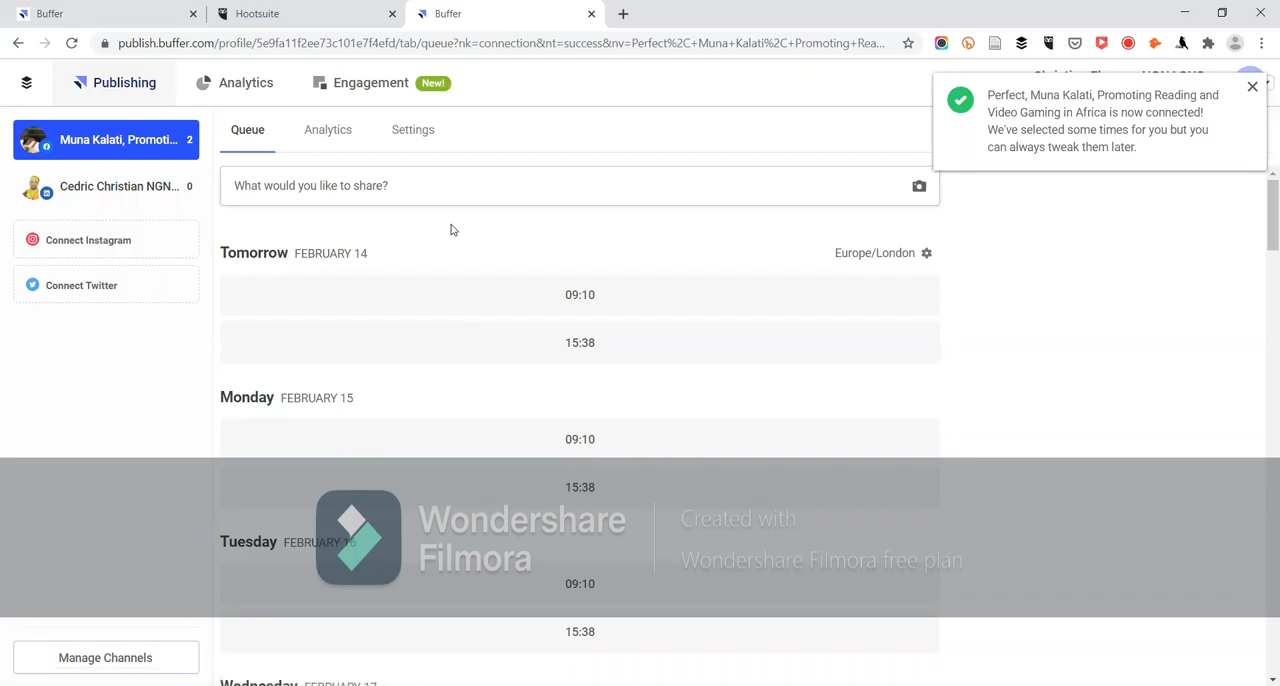 Buffer
Hootsuite
Buffer
publish.buffer.com/profile/5e9fa11f2ee73c101e7f4efd/tab/queue?nk=connection&nt=success&nv=Perfect%2C+Muna+Kalati%2C+Promoting+Rea...
Publishing
Analytics
Engagement New!
Perfect, Muna Kalati, Promoting Reading and
Video Gaming in Africa is now connected!
We've selected some times for you but you
can always tweak them later.
Muna Kalati, Promoti... 2
Cedric Christian NGN... 0
Connect Instagram
Connect Twitter
Manage Channels
Queue
Analytics
Settings
What would you like to share?
Tomorrow FEBRUARY 14
Europe/London
09:10
15:38
Monday FEBRUARY 15
09:10
15:38
Tuesday FEBRUARY 16
09:10
15:38
Wednesday FEBRUARY 17
Wondershare
Filmora
Created with
Wondershare Filmora free plan